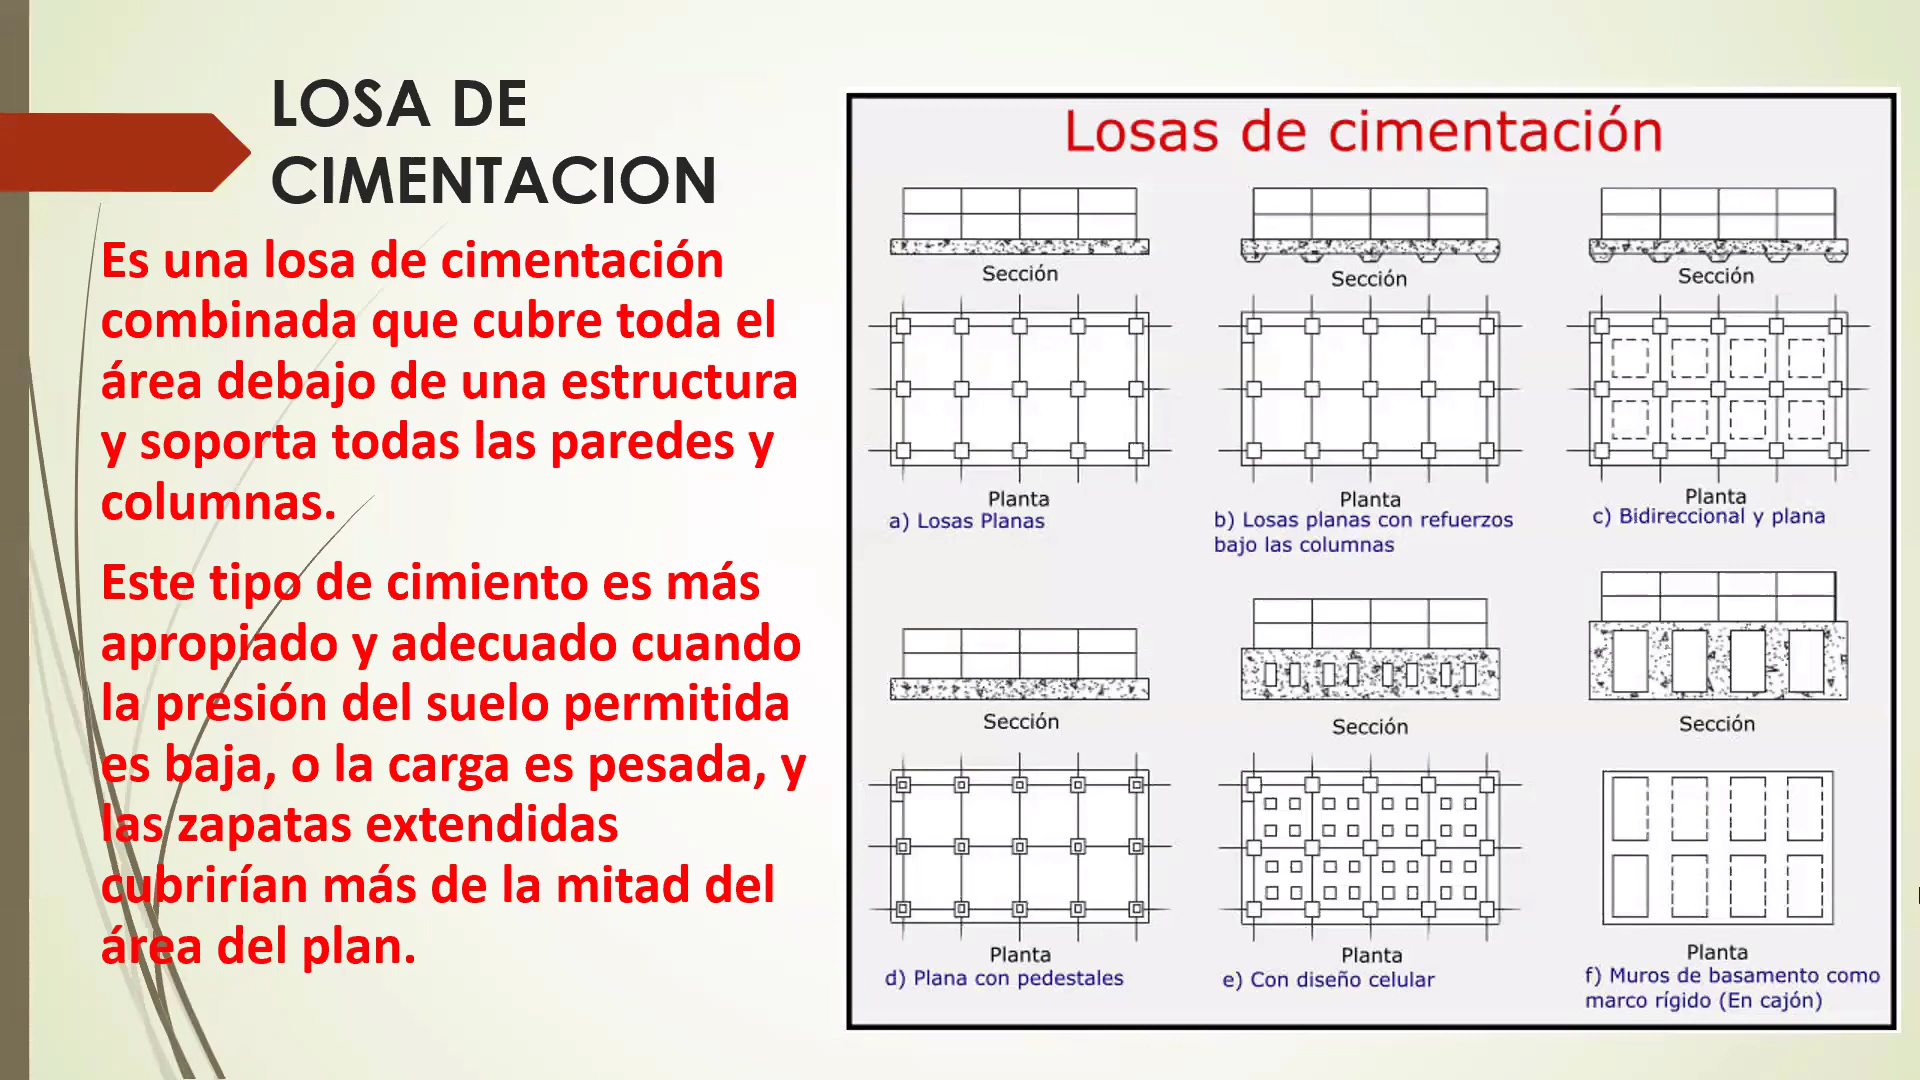 LOSA DE
CIMENTACION
Es una losa de cimentación
combinada que cubre toda el
área debajo de una estructura
y soporta todas las paredes y
columnas.
Este tipo de cimiento es más
apropiado y adecuado cuando
la presión del suelo permitida
es baja, o la carga es pesada, y
las zapatas extendidas
cubrirían más de la mitad del
área del plan.
Losas de cimentación
Sección
Sección
Sección
Planta
Planta
Planta
a) Losas Planas
b) Losas planas con refuerzos
bajo las columnas
c) Bidireccional y plana
Sección
Sección
Sección
Planta
Planta
Planta
d) Plana con pedestales
e) Con diseño celular
f) Muros de basamento como
marco rígido (En cajón)